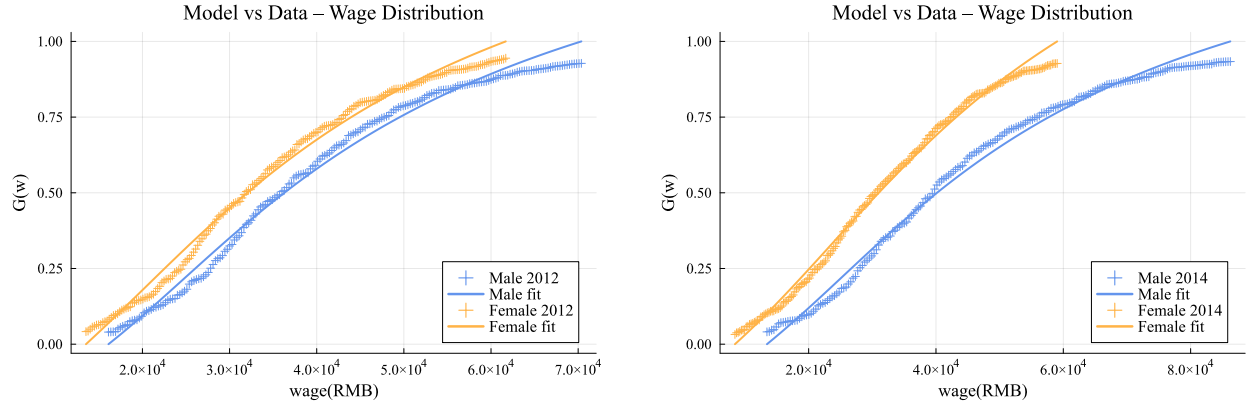 Model vs Data – Wage Distribution
G(w)
1.00
0.75
0.50
0.25
0.00
Male 2012
Male fit
Female 2012
Female fit
2.0×10⁴ 3.0×10⁴ 4.0×10⁴ 5.0×10⁴ 6.0×10⁴ 7.0×10⁴
wage(RMB)
Model vs Data – Wage Distribution
G(w)
1.00
0.75
0.50
0.25
0.00
Male 2014
Male fit
Female 2014
Female fit
2.0×10⁴ 4.0×10⁴ 6.0×10⁴ 8.0×10⁴
wage(RMB)